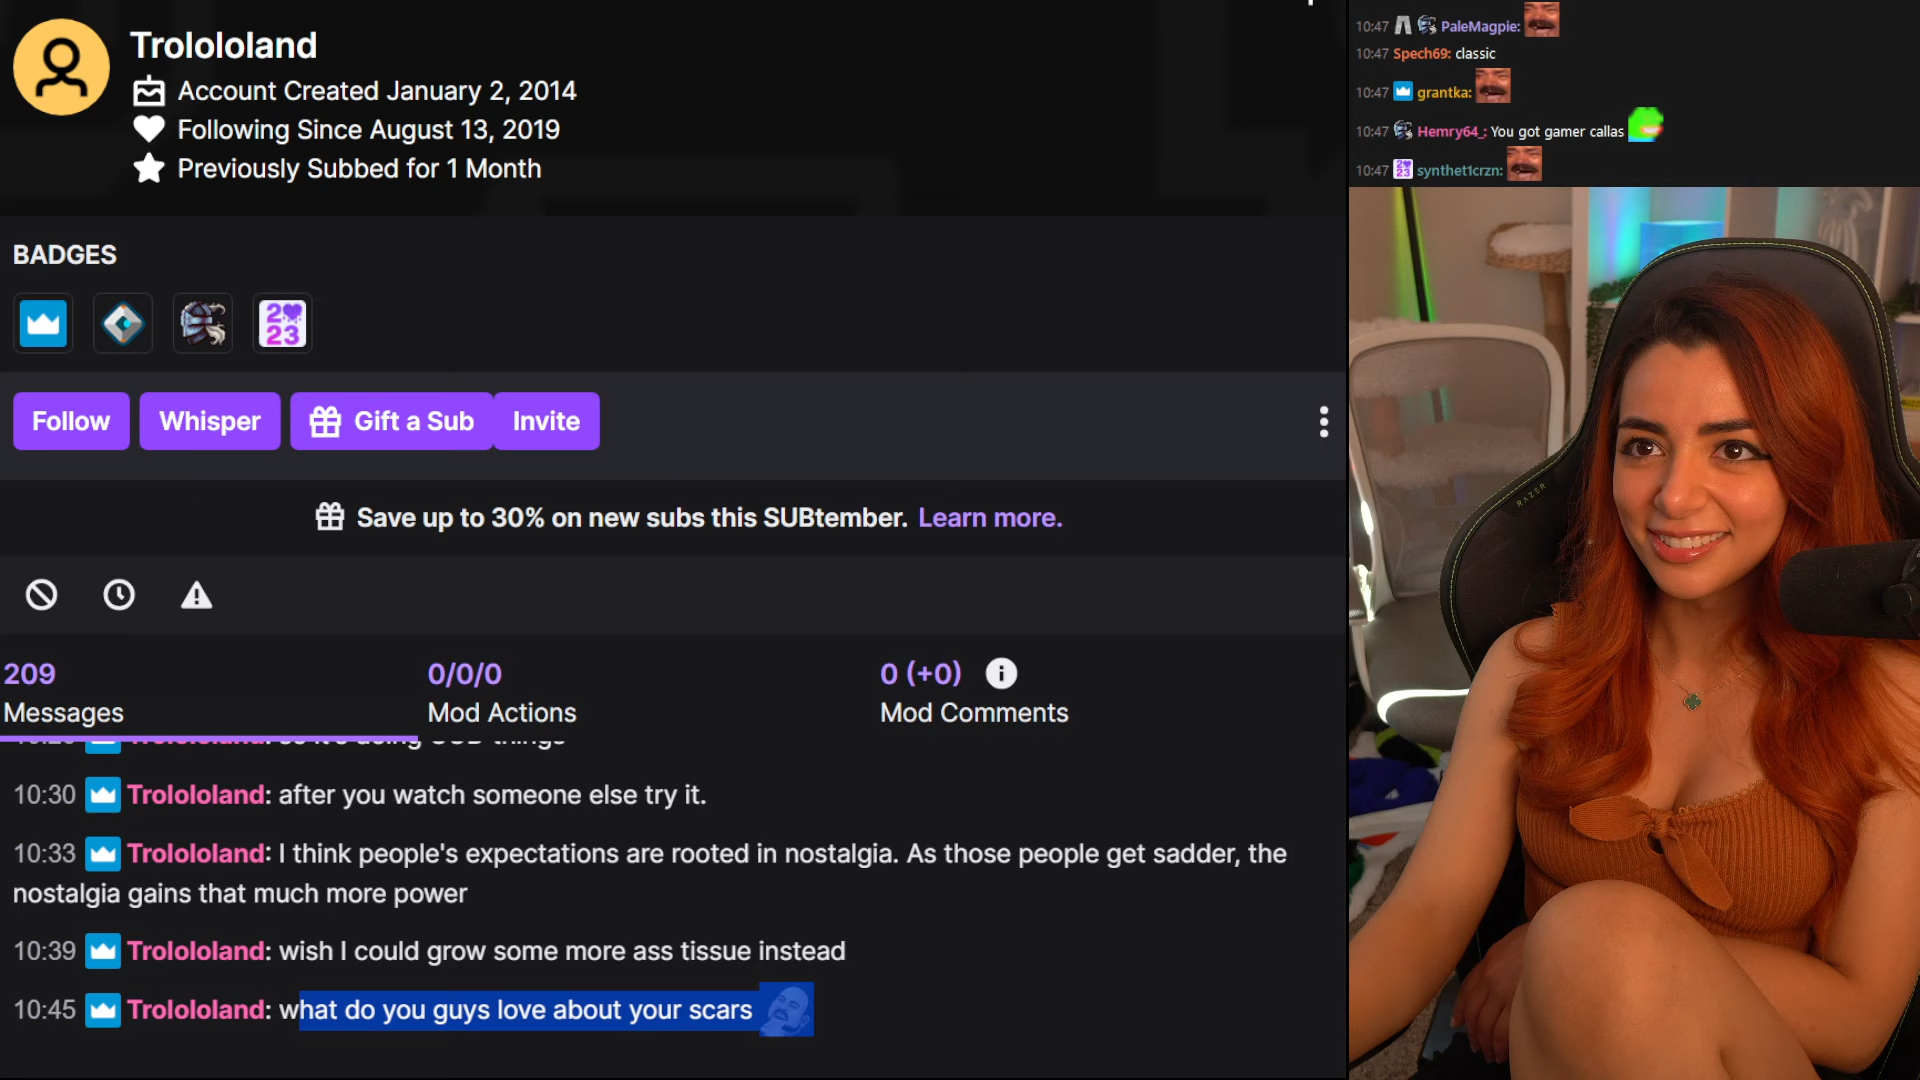 Trolololand
Account Created January 2, 2014
Following Since August 13, 2019
Previously Subbed for 1 Month
BADGES
2 23
Follow
Whisper
Gift a Sub
Invite
Save up to 30% on new subs this SUBtember. Learn more.
209
Messages
0/0/0
Mod Actions
0 (+0)
Mod Comments
10:30 Trolololand: after you watch someone else try it.
10:33 Trolololand: I think people's expectations are rooted in nostalgia. As those people get sadder, the
nostalgia gains that much more power
10:39 Trolololand: wish I could grow some more ass tissue instead
10:45 Trolololand: what do you guys love about your scars
10:47 PaleMagpie:
10:47 Spech69: classic
10:47 grantka:
10:47 Hemry64_: You got gamer callas
10:47 synthet1crzn:
RAZER